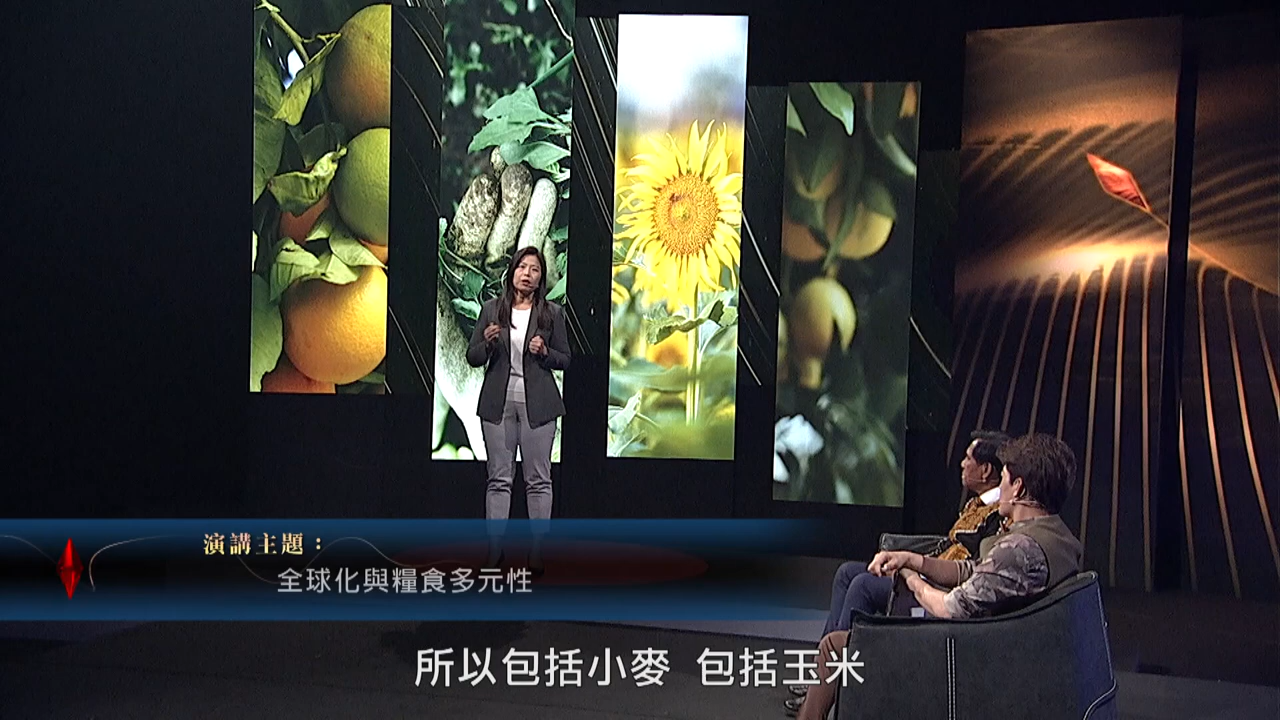 演講主題：
全球化與糧食多元性
所以包括小麥 包括玉米